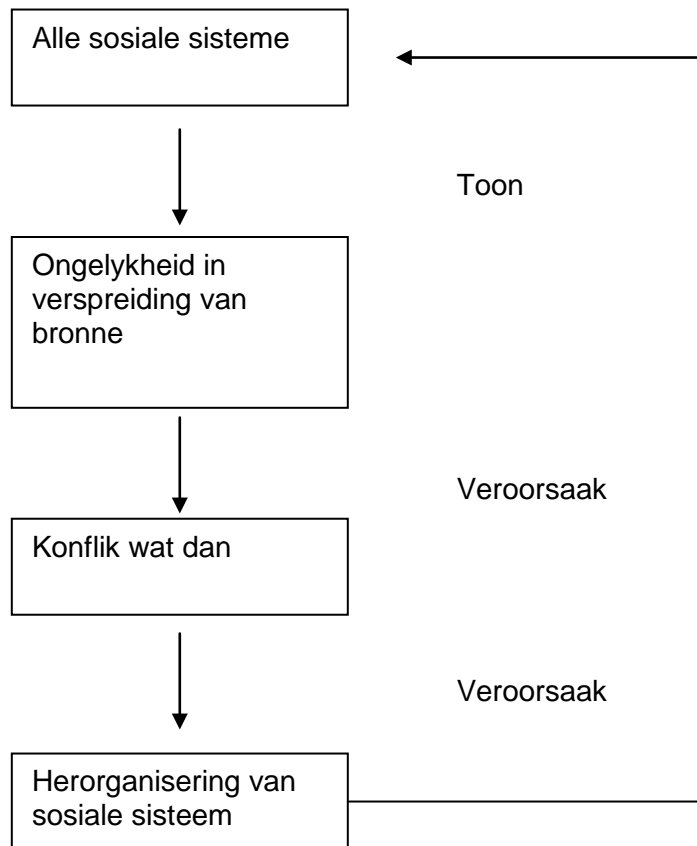 Alle sosiale sisteme
Toon
Ongelykheid in
verspreiding van
bronne
Veroorsaak
Konflik wat dan
Veroorsaak
Herorganisering van
sosiale sisteem